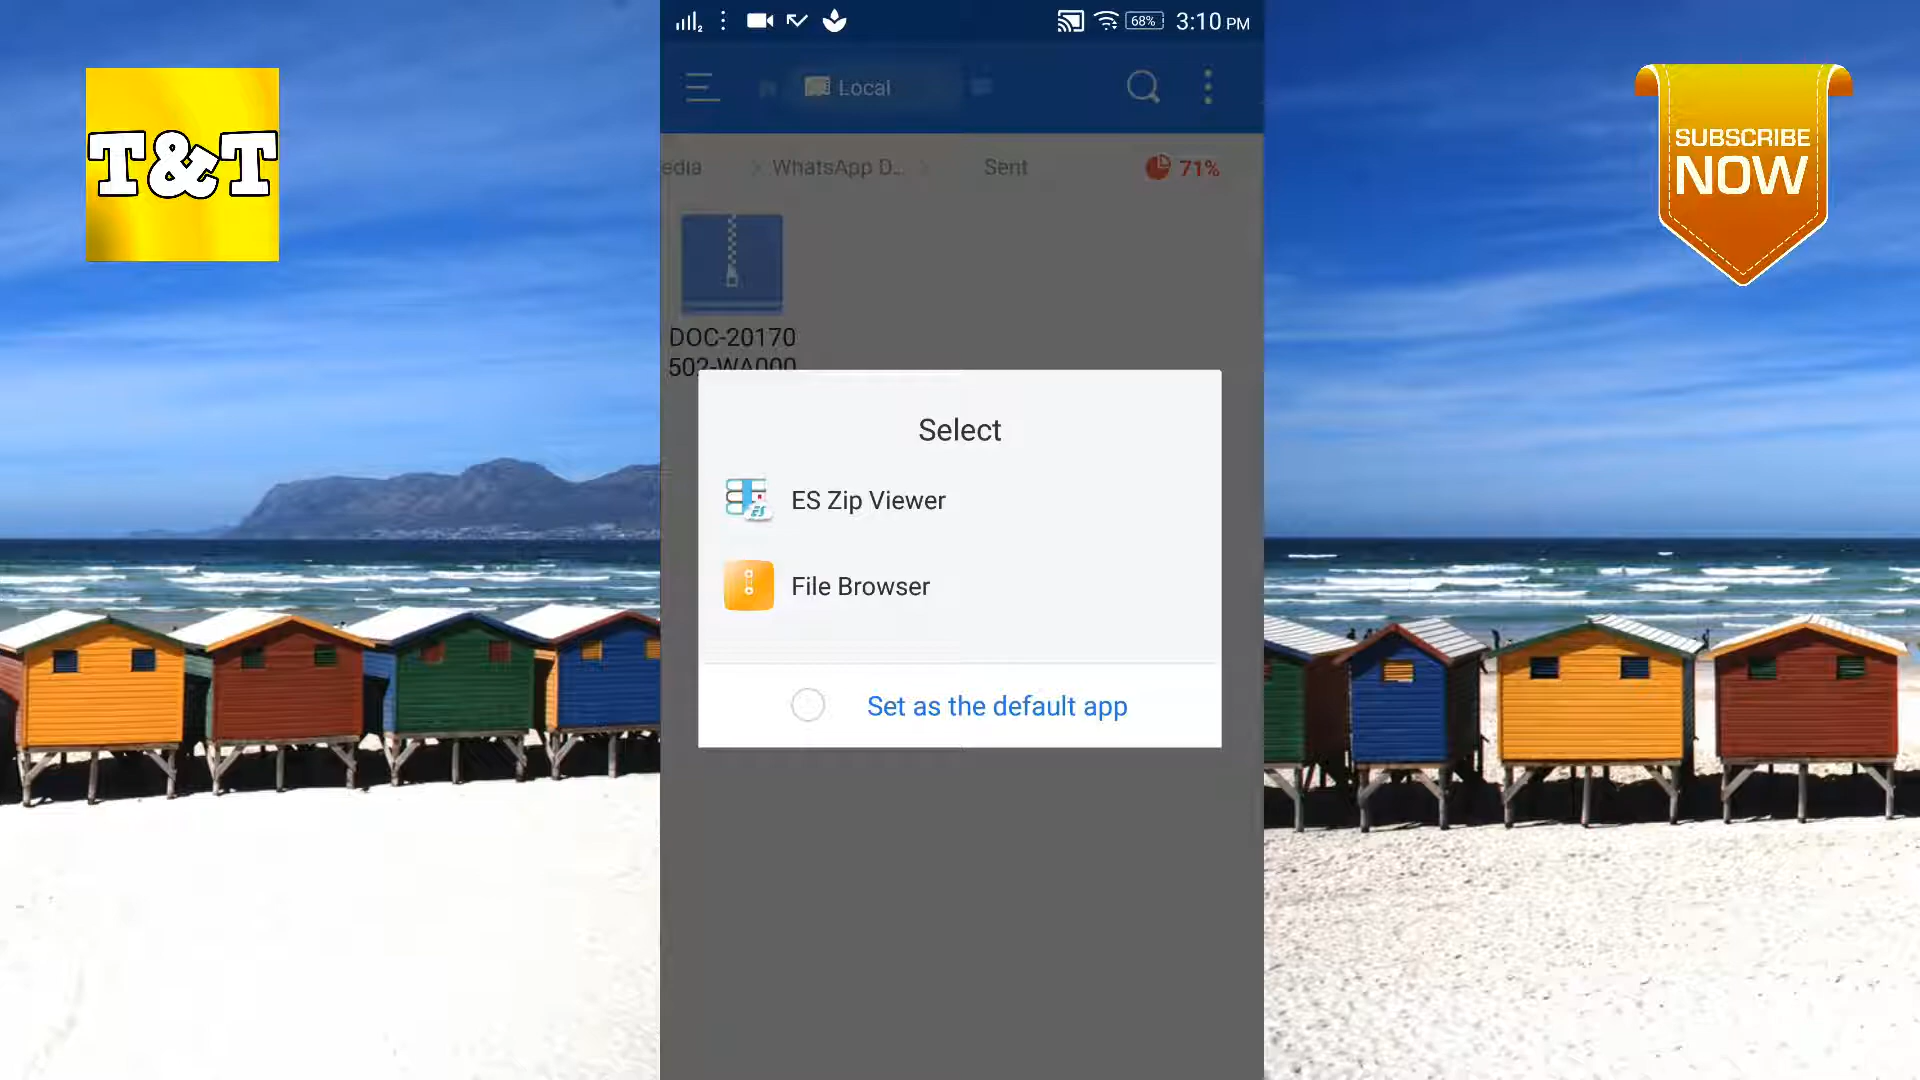 68%
3:10 PM
Local
edia
WhatsApp D...
Sent
71%
DOC-20170
502-WA000
Select
ES Zip Viewer
ES
File Browser
Set as the default app
T&T
SUBSCRIBE
NOW